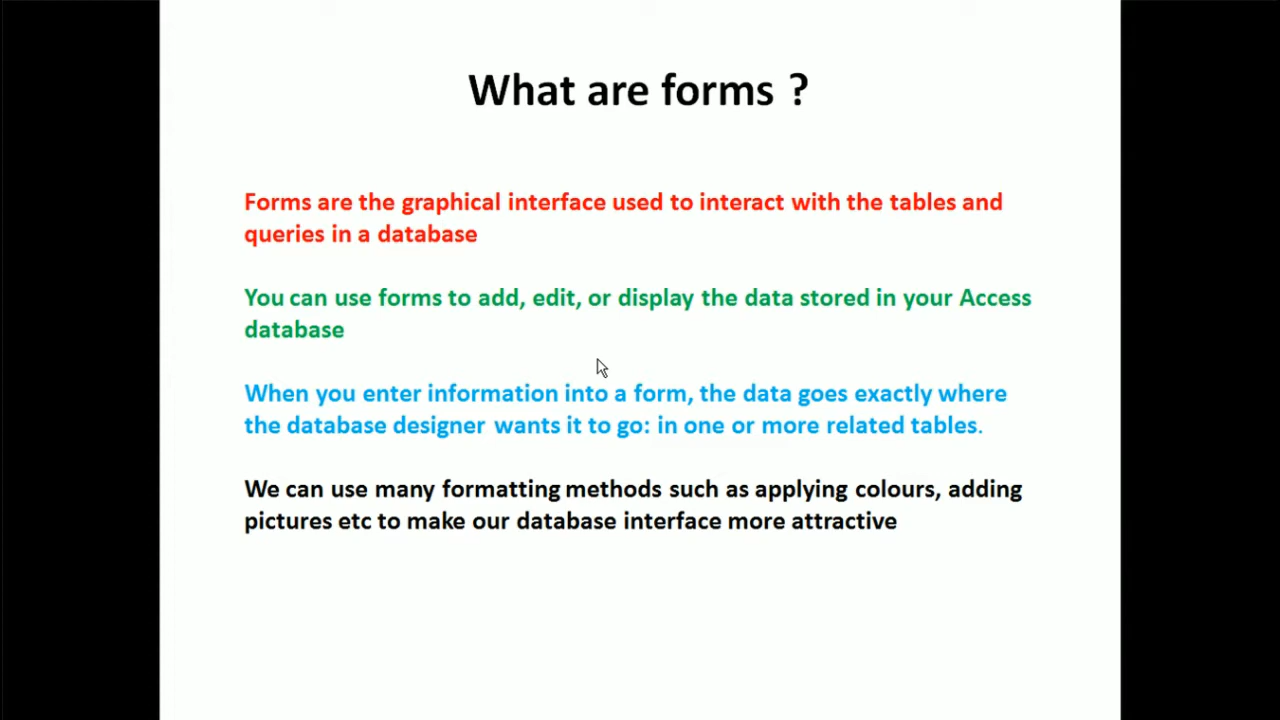 What are forms ?
Forms are the graphical interface used to interact with the tables and
queries in a database
You can use forms to add, edit, or display the data stored in your Access
database
When you enter information into a form, the data goes exactly where
the database designer wants it to go: in one or more related tables.
We can use many formatting methods such as applying colours, adding
pictures etc to make our database interface more attractive